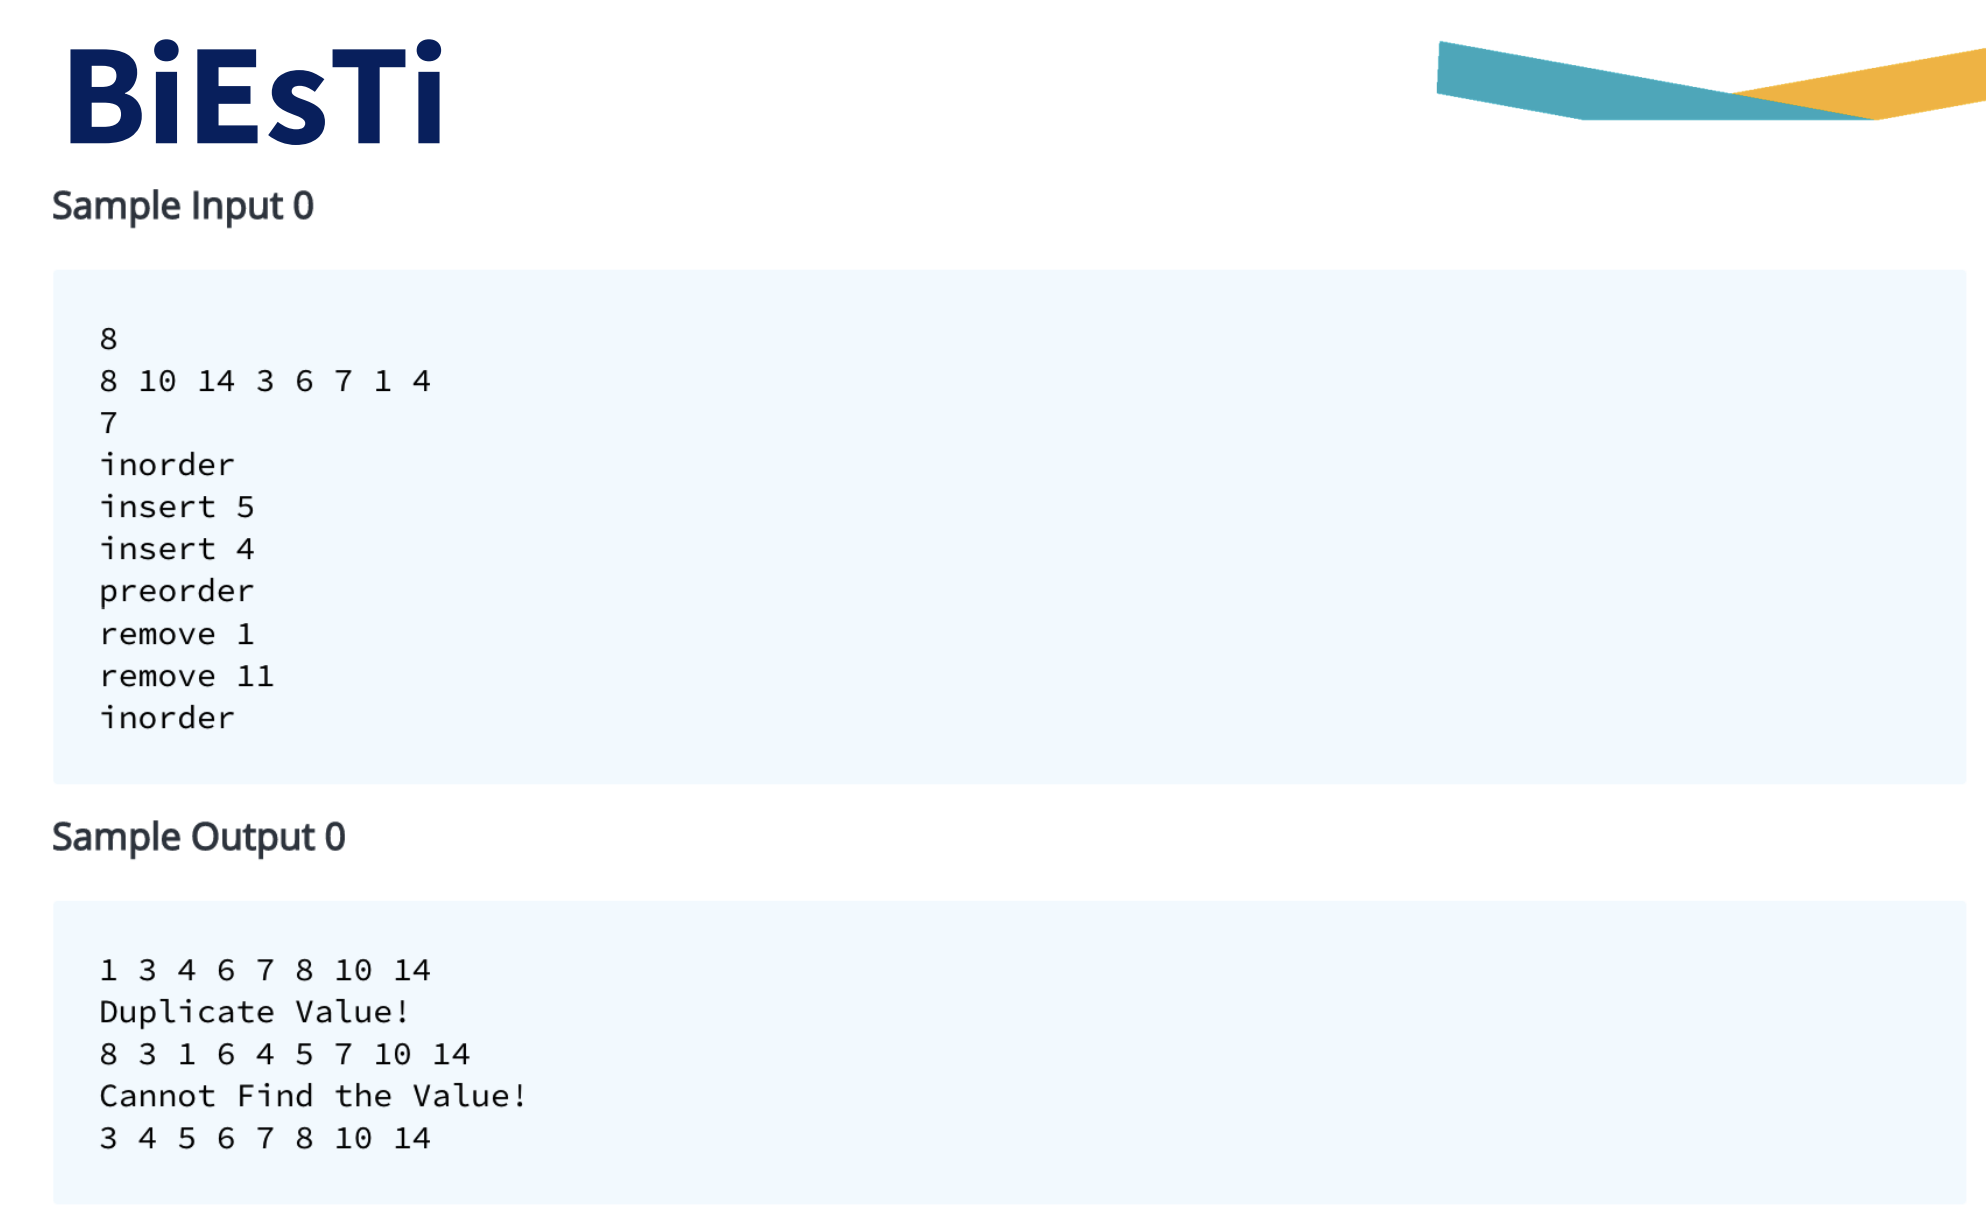 BiEsTi
Sample Input 0
8
8 10 14 3 6 7 1 4
7
inorder
insert 5
insert 4
preorder
remove 1
remove 11
inorder
Sample Output 0
1 3 4 6 7 8 10 14
Duplicate Value!
8 3 1 6 4 5 7 10 14
Cannot Find the Value!
3 4 5 6 7 8 10 14